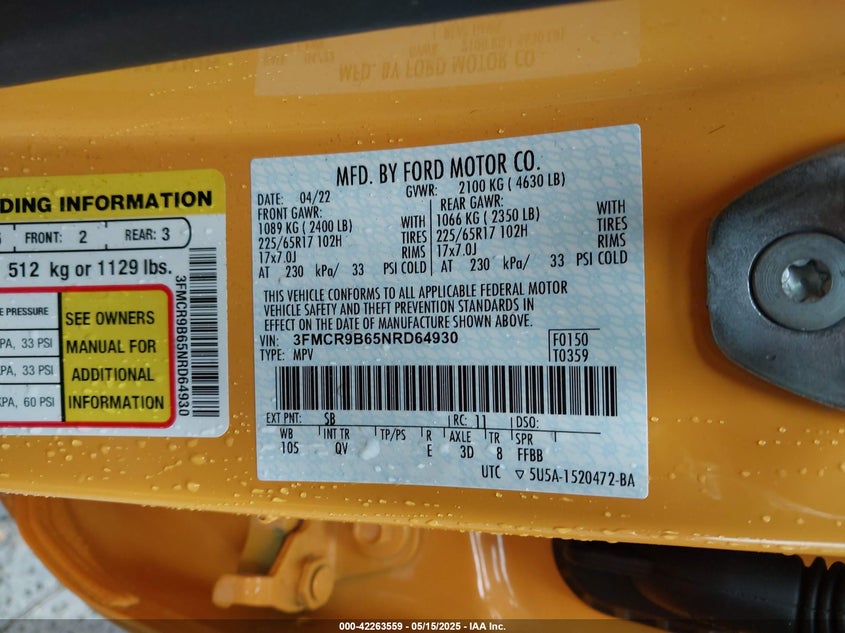 MFD. BY FORD MOTOR CO.
DATE: 04/22 GVWR: 2100 KG ( 4630 LB)
FRONT GAWR: REAR GAWR:
1089 KG ( 2400 LB) WITH 1066 KG ( 2350 LB) WITH
225/65R17 102H TIRES 225/65R17 102H TIRES
17x7.0J RIMS 17x7.0J RIMS
AT 230 kPa/ 33 PSI COLD AT 230 kPa/ 33 PSI COLD
THIS VEHICLE CONFORMS TO ALL APPLICABLE FEDERAL MOTOR
VEHICLE SAFETY AND THEFT PREVENTION STANDARDS IN
EFFECT ON THE DATE OF MANUFACTURE SHOWN ABOVE.
VIN: 3FMCR9B65NRD64930 F0150
TYPE: MPV T0359
EXT PNT: SB RC: 11 DSO:
WB INT TR TP/PS R AXLE TR SPR
105 QV E 3D 8 FFBB
UTC ▽ 5U5A-1520472-BA
DING INFORMATION
FRONT: 2 REAR: 3
512 kg or 1129 lbs.
PRESSURE
PA, 33 PSI
PA, 33 PSI
KPA, 60 PSI
SEE OWNERS
MANUAL FOR
ADDITIONAL
INFORMATION
3FMCR9B65NRD64930
000-42263559 - 05/15/2025 - IAA Inc.